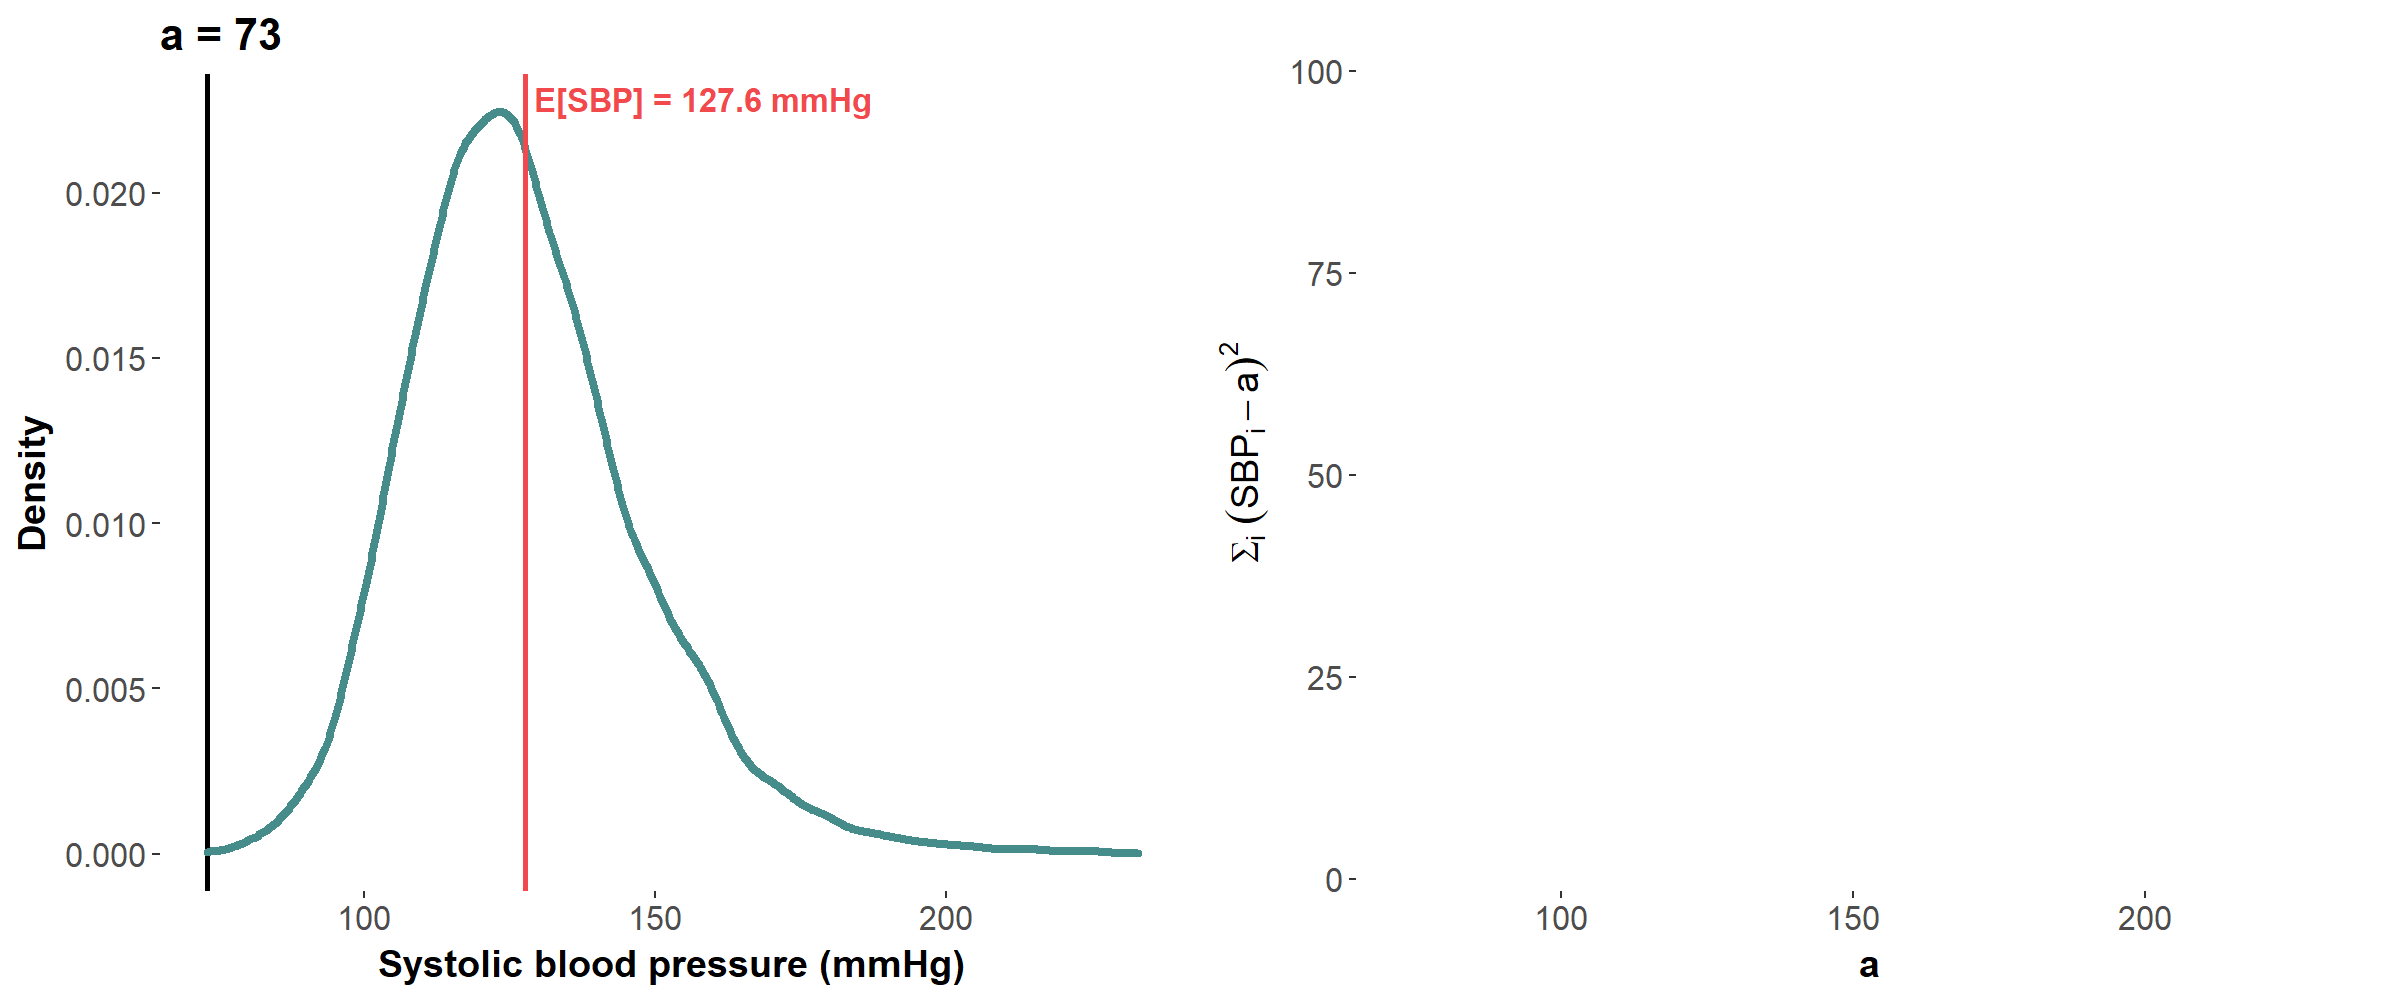 a = 73
E[SBP] = 127.6 mmHg
0.020
0.015
0.010
0.005
0.000
Density
100 150 200
Systolic blood pressure (mmHg)
100
75
50
25
0
Σi (SBPi − a)²
100 150 200
a